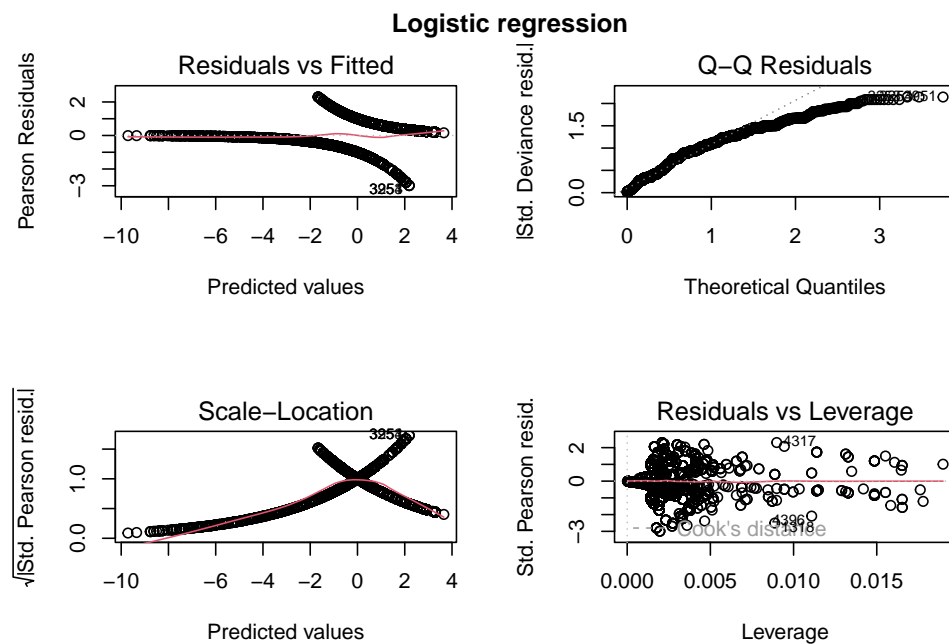 Logistic regression
Residuals vs Fitted
Pearson Residuals
2
0
−3
−10
−6
−4
−2
0
2
4
Predicted values
Q−Q Residuals
|Std. Deviance resid.|
1.5
0.0
0
1
2
3
Theoretical Quantiles
Scale−Location
√|Std. Pearson resid.|
1.0
0.0
−10
−6
−4
−2
0
2
4
Predicted values
Residuals vs Leverage
Std. Pearson resid.
2
0
−3
4317
4396
1318
Cook's distance
0.000
0.005
0.010
0.015
Leverage